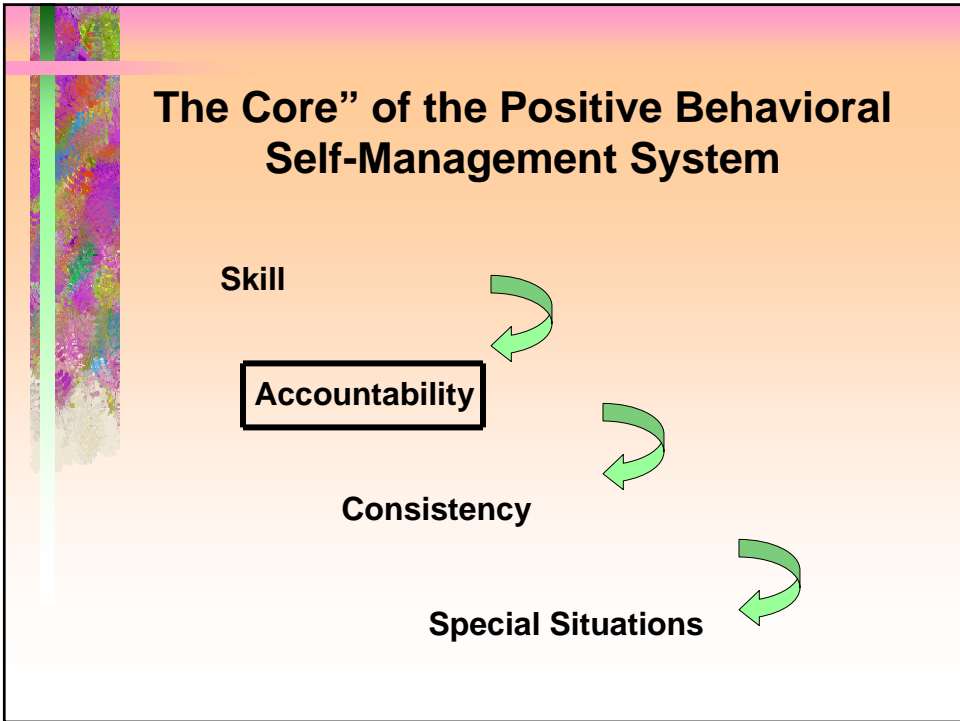 The Core” of the Positive Behavioral
Self-Management System
Skill
Accountability
Consistency
Special Situations